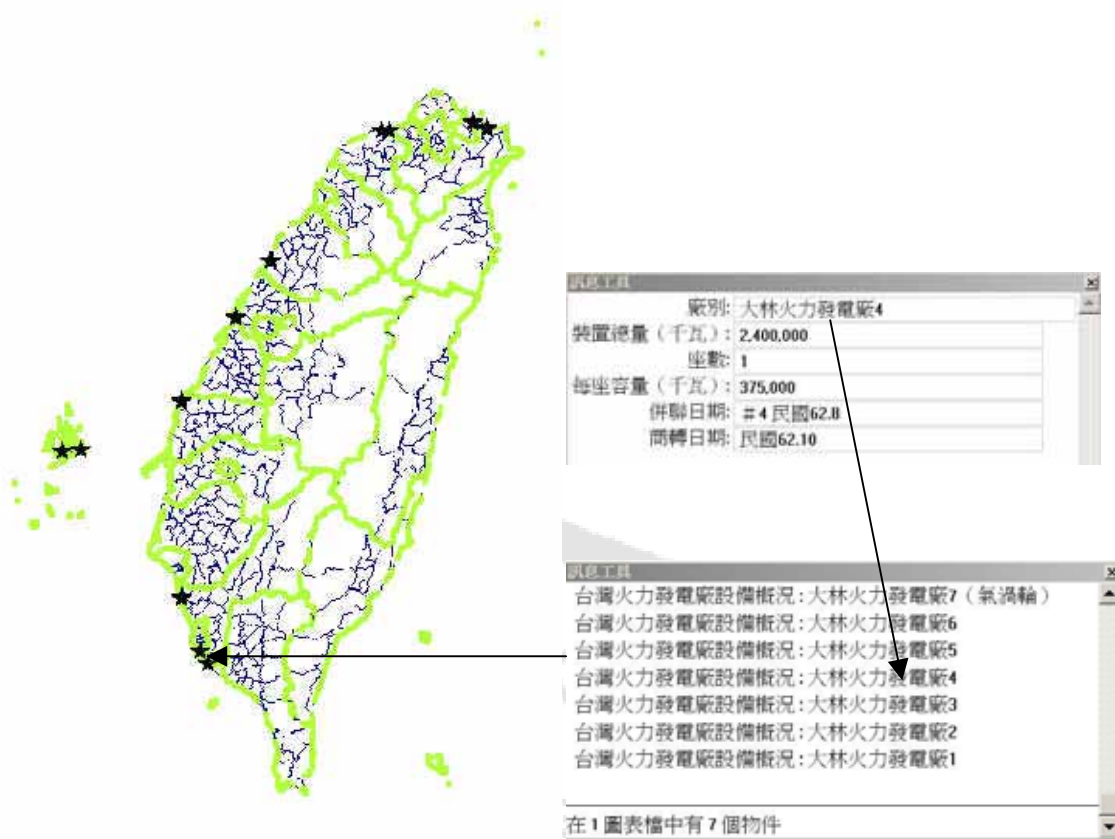 訊息工具
廠別: 大林火力發電廠4
裝置總量（千瓦）: 2,400,000
座數: 1
每座容量（千瓦）: 375,000
併聯日期: ＃4 民國62.8
商轉日期: 民國62.10
訊息工具
台灣火力發電廠設備概況:大林火力發電廠7（氣渦輪）
台灣火力發電廠設備概況:大林火力發電廠6
台灣火力發電廠設備概況:大林火力發電廠5
台灣火力發電廠設備概況:大林火力發電廠4
台灣火力發電廠設備概況:大林火力發電廠3
台灣火力發電廠設備概況:大林火力發電廠2
台灣火力發電廠設備概況:大林火力發電廠1
在 1 圖表檔中有 7 個物件